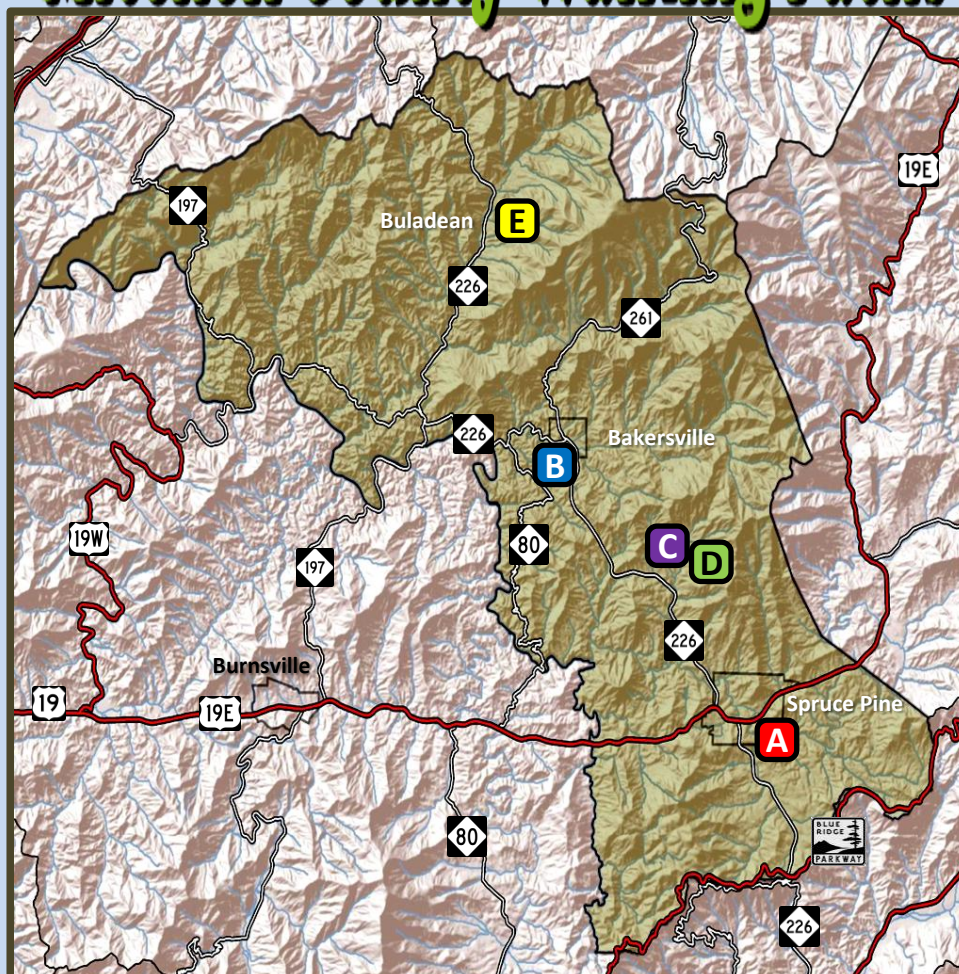 19E
197
Buladean
E
226
261
226
Bakersville
B
19W
80
C
D
197
226
Burnsville
19
19E
Spruce Pine
A
80
BLUE
RIDGE
PARKWAY
226